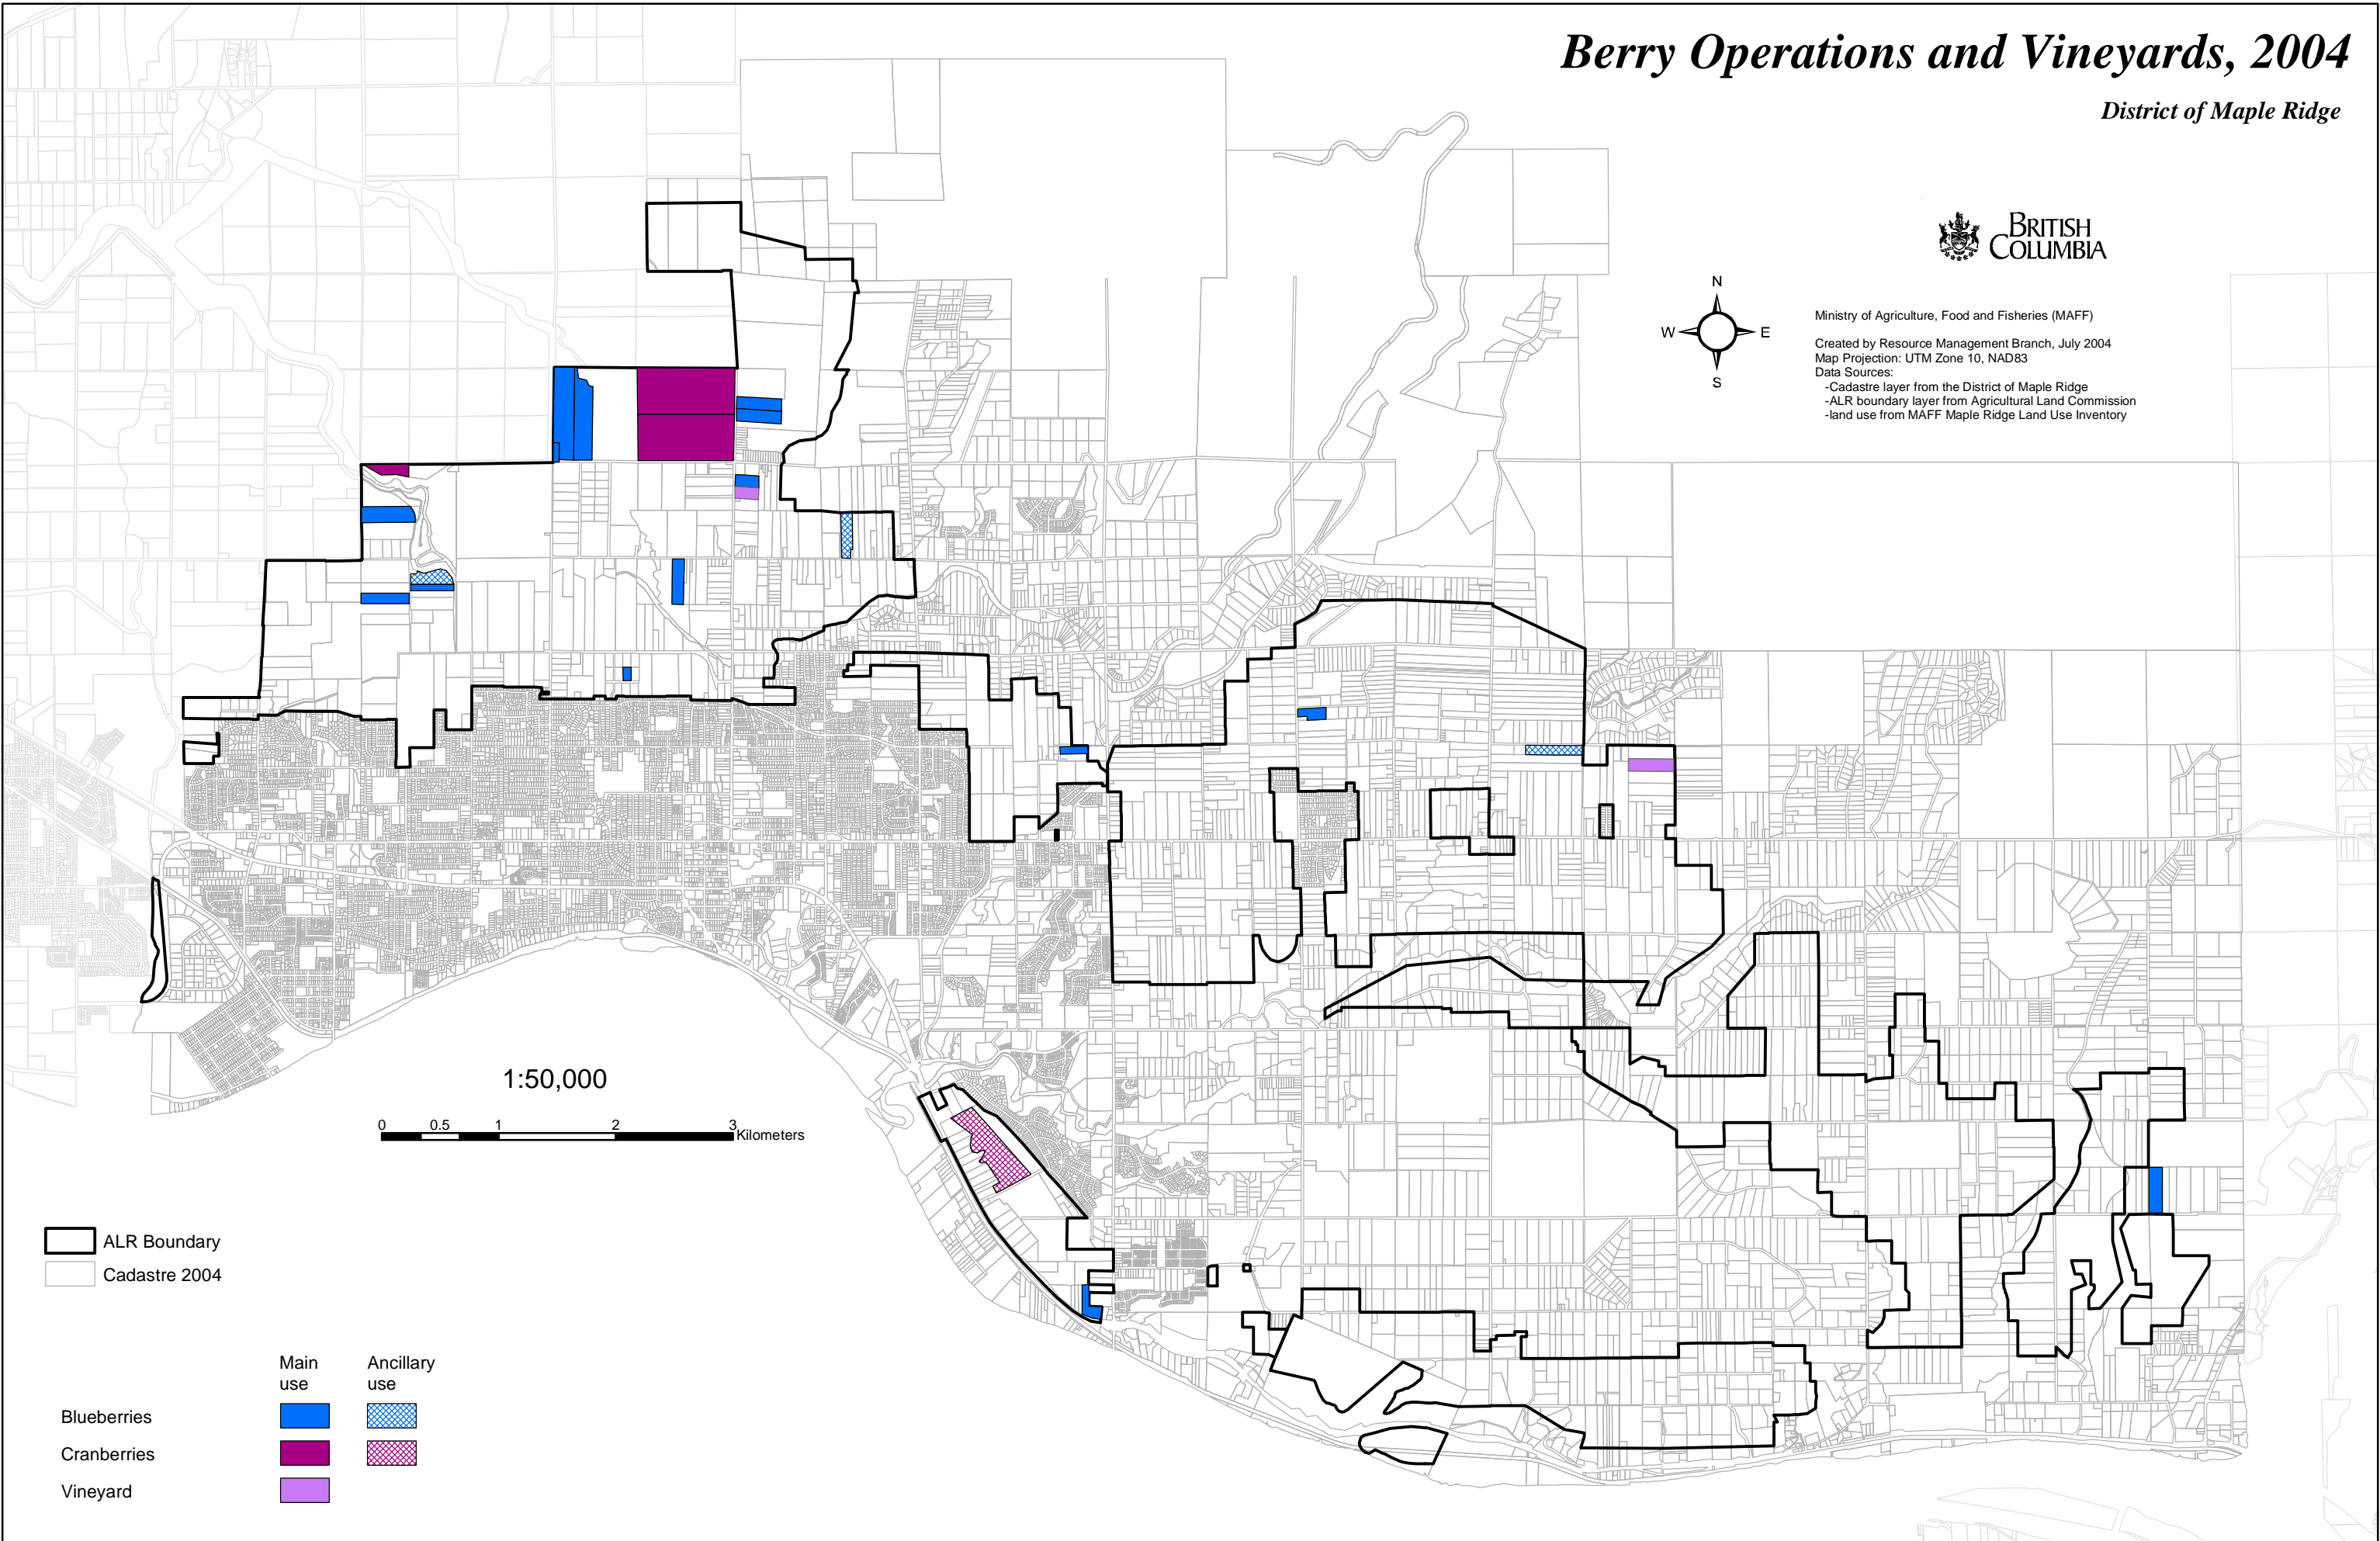 Berry Operations and Vineyards, 2004
District of Maple Ridge
BRITISH
COLUMBIA
N
W
E
S
Ministry of Agriculture, Food and Fisheries (MAFF)
Created by Resource Management Branch, July 2004
Map Projection: UTM Zone 10, NAD83
Data Sources:
-Cadastre layer from the District of Maple Ridge
-ALR boundary layer from Agricultural Land Commission
-land use from MAFF Maple Ridge Land Use Inventory
1:50,000
0 0.5 1 2 3
Kilometers
ALR Boundary
Cadastre 2004
Main Ancillary
use use
Blueberries
Cranberries
Vineyard